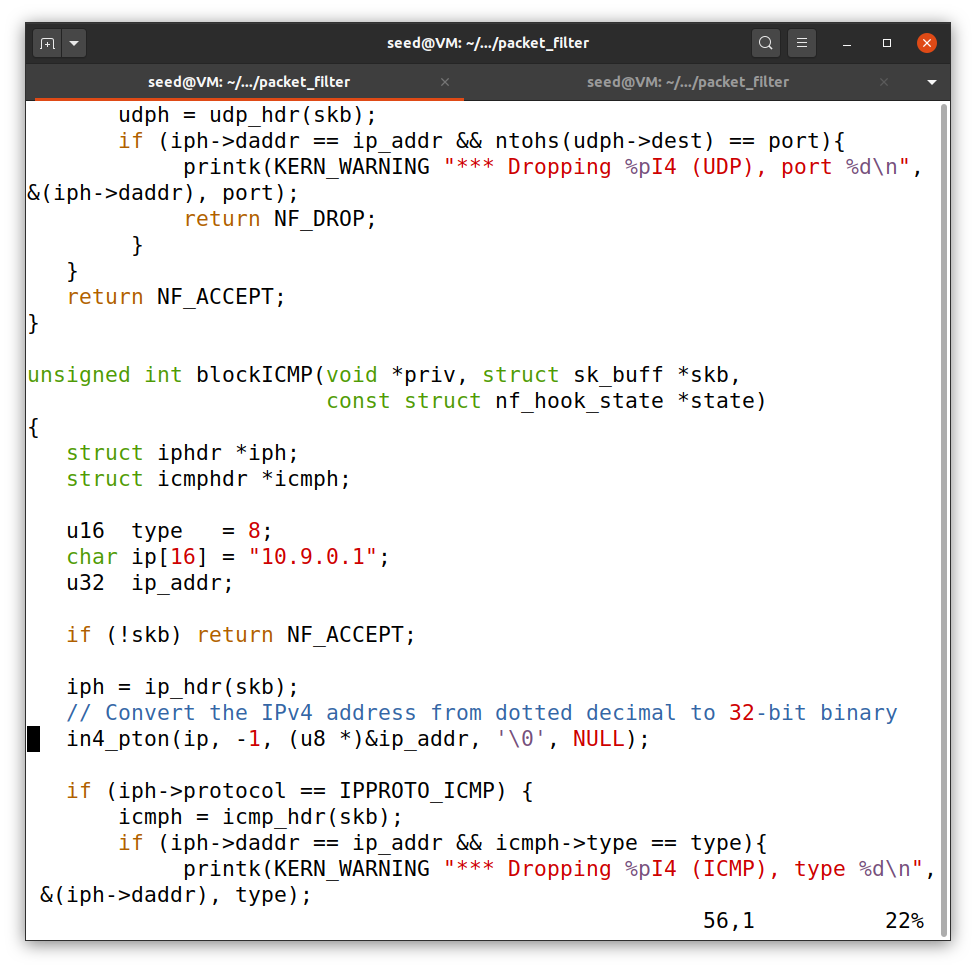 seed@VM: ~/.../packet_filter
seed@VM: ~/.../packet_filter
seed@VM: ~/.../packet_filter
       udph = udp_hdr(skb);
       if (iph->daddr == ip_addr && ntohs(udph->dest) == port){
            printk(KERN_WARNING "*** Dropping %pI4 (UDP), port %d\n",
&(iph->daddr), port);
            return NF_DROP;
        }
   }
   return NF_ACCEPT;
}
unsigned int blockICMP(void *priv, struct sk_buff *skb,
                       const struct nf_hook_state *state)
{
   struct iphdr *iph;
   struct icmphdr *icmph;
   u16  type   = 8;
   char ip[16] = "10.9.0.1";
   u32  ip_addr;
   if (!skb) return NF_ACCEPT;
   iph = ip_hdr(skb);
   // Convert the IPv4 address from dotted decimal to 32-bit binary
   in4_pton(ip, -1, (u8 *)&ip_addr, '\0', NULL);
   if (iph->protocol == IPPROTO_ICMP) {
       icmph = icmp_hdr(skb);
       if (iph->daddr == ip_addr && icmph->type == type){
            printk(KERN_WARNING "*** Dropping %pI4 (ICMP), type %d\n",
 &(iph->daddr), type);
56,1 22%